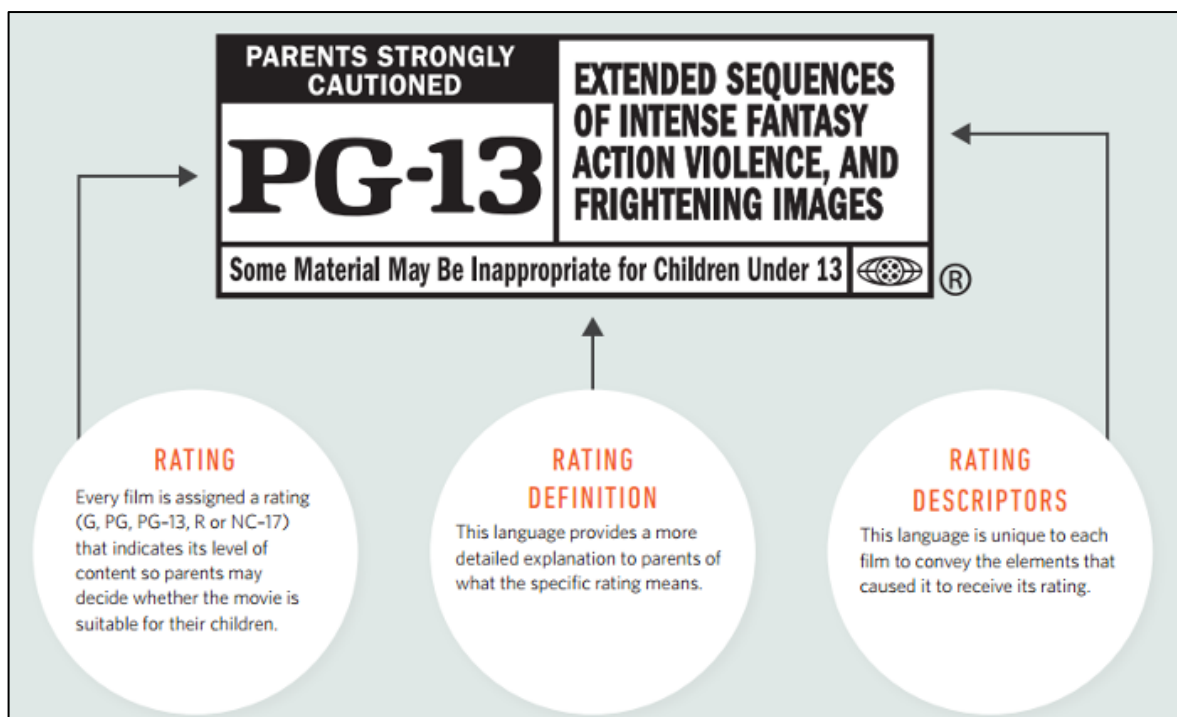 PARENTS STRONGLY
CAUTIONED
PG-13
EXTENDED SEQUENCES
OF INTENSE FANTASY
ACTION VIOLENCE, AND
FRIGHTENING IMAGES
Some Material May Be Inappropriate for Children Under 13
®
RATING
Every film is assigned a rating
(G, PG, PG-13, R or NC-17)
that indicates its level of
content so parents may
decide whether the movie is
suitable for their children.
RATING
DEFINITION
This language provides a more
detailed explanation to parents of
what the specific rating means.
RATING
DESCRIPTORS
This language is unique to each
film to convey the elements that
caused it to receive its rating.